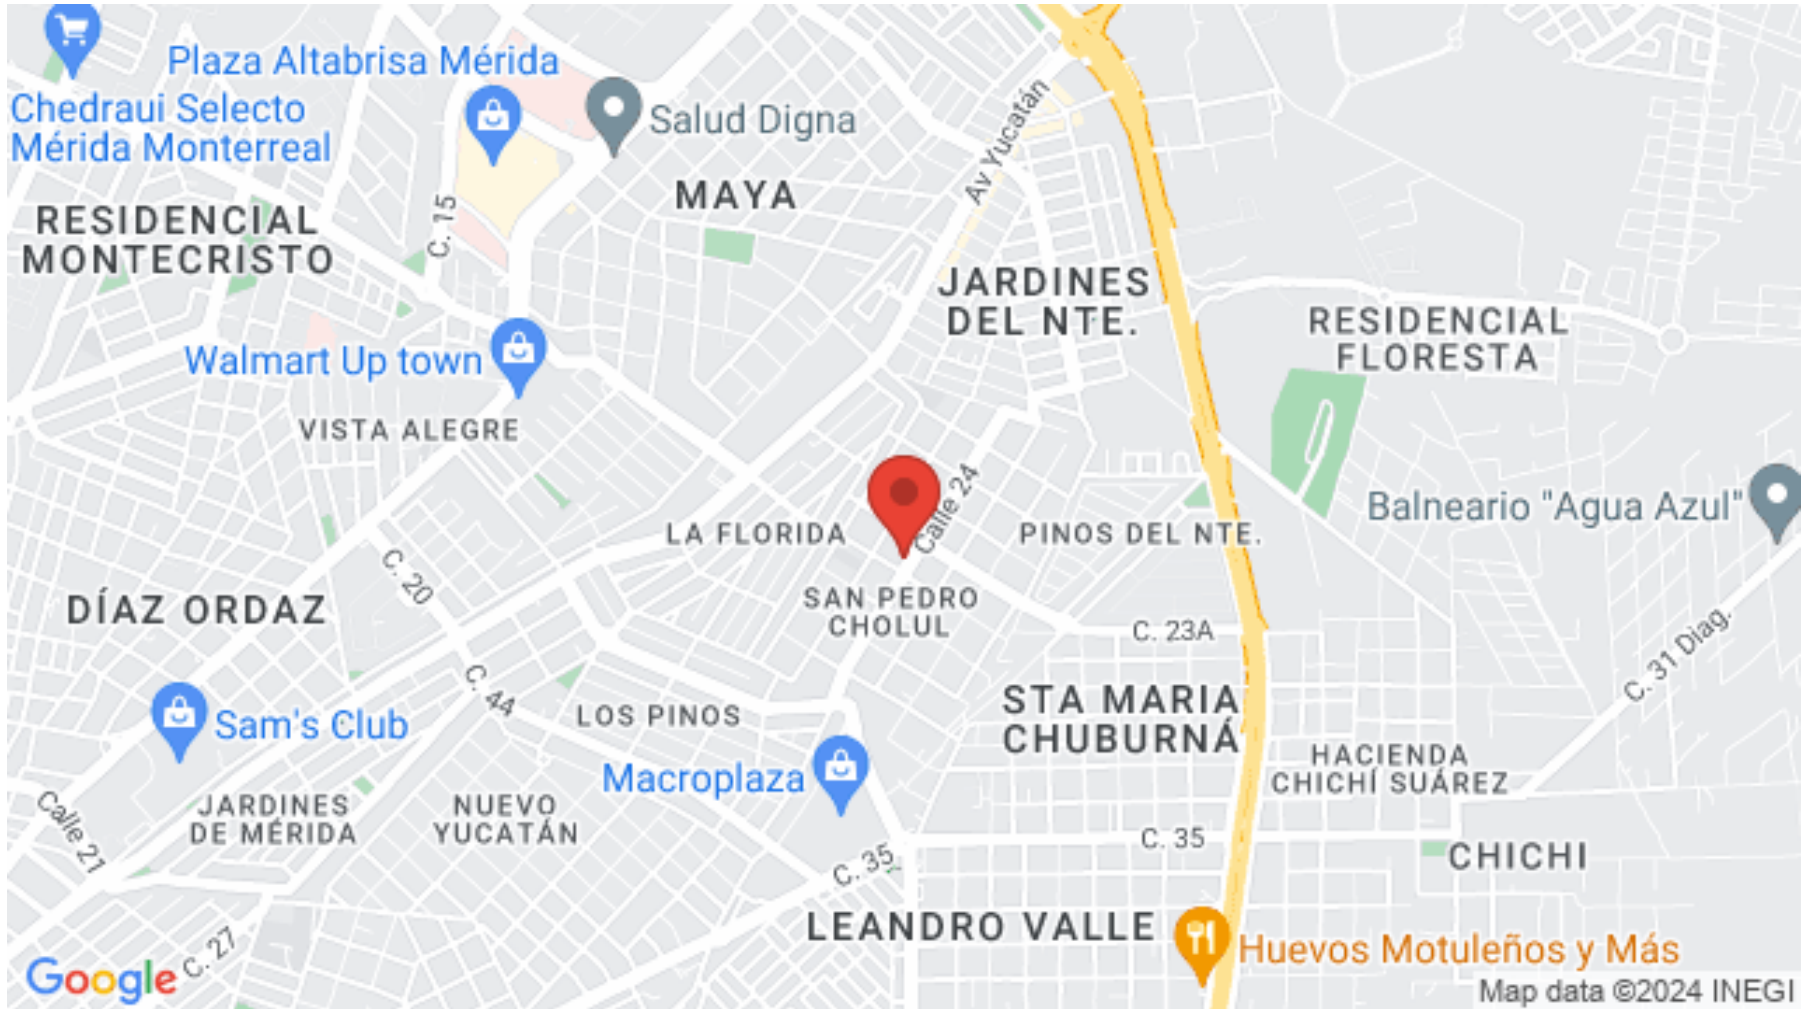 Plaza Altabrisa Mérida
Chedraui Selecto
Mérida Monterreal
Salud Digna
Av Yucatán
MAYA
C. 15
RESIDENCIAL
MONTECRISTO
JARDINES
DEL NTE.
RESIDENCIAL
FLORESTA
Walmart Up town
VISTA ALEGRE
Calle 24
Balneario "Agua Azul"
LA FLORIDA
PINOS DEL NTE.
C. 20
SAN PEDRO
CHOLUL
DÍAZ ORDAZ
C. 23A
C. 31 Diag.
C. 44
STA MARIA
CHUBURNÁ
LOS PINOS
Sam's Club
HACIENDA
CHICHÍ SUÁREZ
Macroplaza
JARDINES
DE MÉRIDA
NUEVO
YUCATÁN
Calle 21
C. 35
C. 35
CHICHI
LEANDRO VALLE
Huevos Motuleños y Más
C. 27
Google
Map data ©2024 INEGI